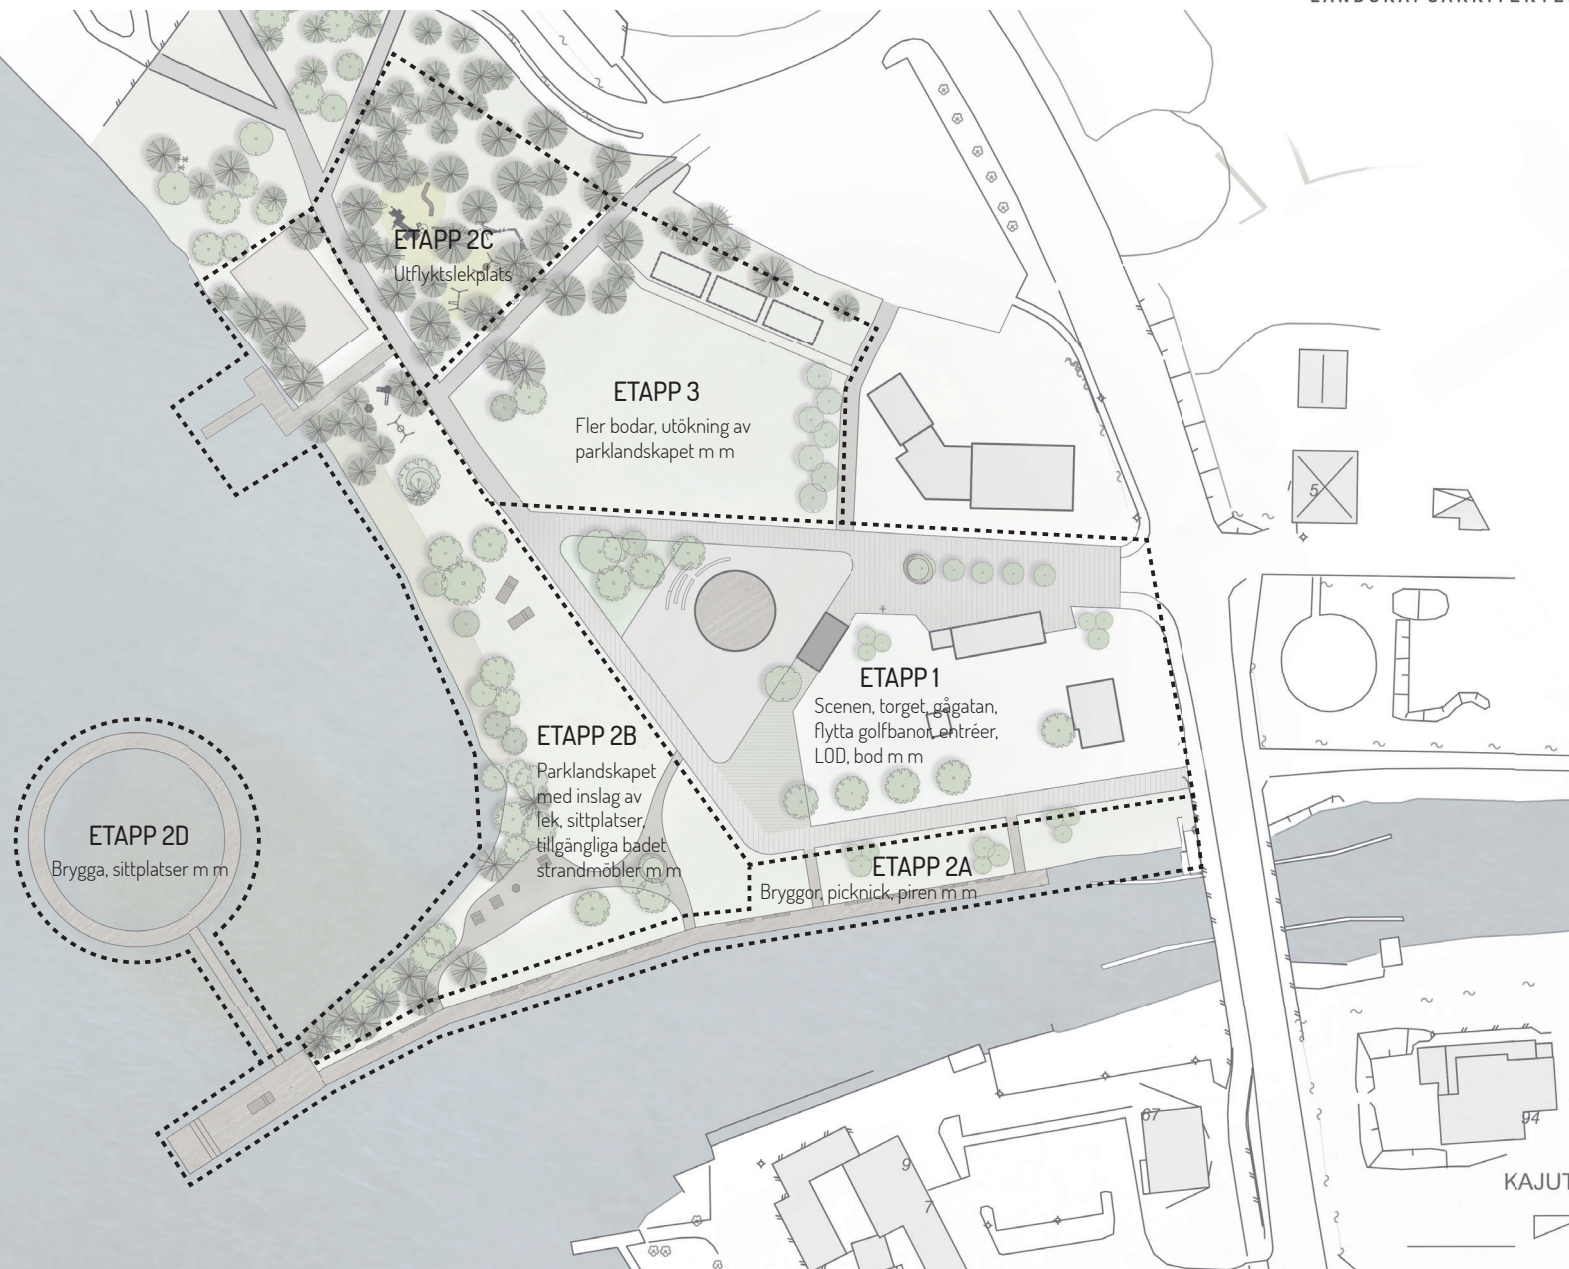 ETAPP 2C
Utflyktslekplats
ETAPP 3
Fler bodar, utökning av
parklandskapet m m
5
ETAPP 1
Scenen, torget, gågatan,
flytta golfbanor, entréer,
LOD, bod m m
ETAPP 2B
Parklandskapet
med inslag av
lek, sittplatser,
tillgängliga badet
strandmöbler m m
ETAPP 2D
Brygga, sittplatser m m
ETAPP 2A
Bryggor, picknick, piren m m
67
94
9
7
KAJUT